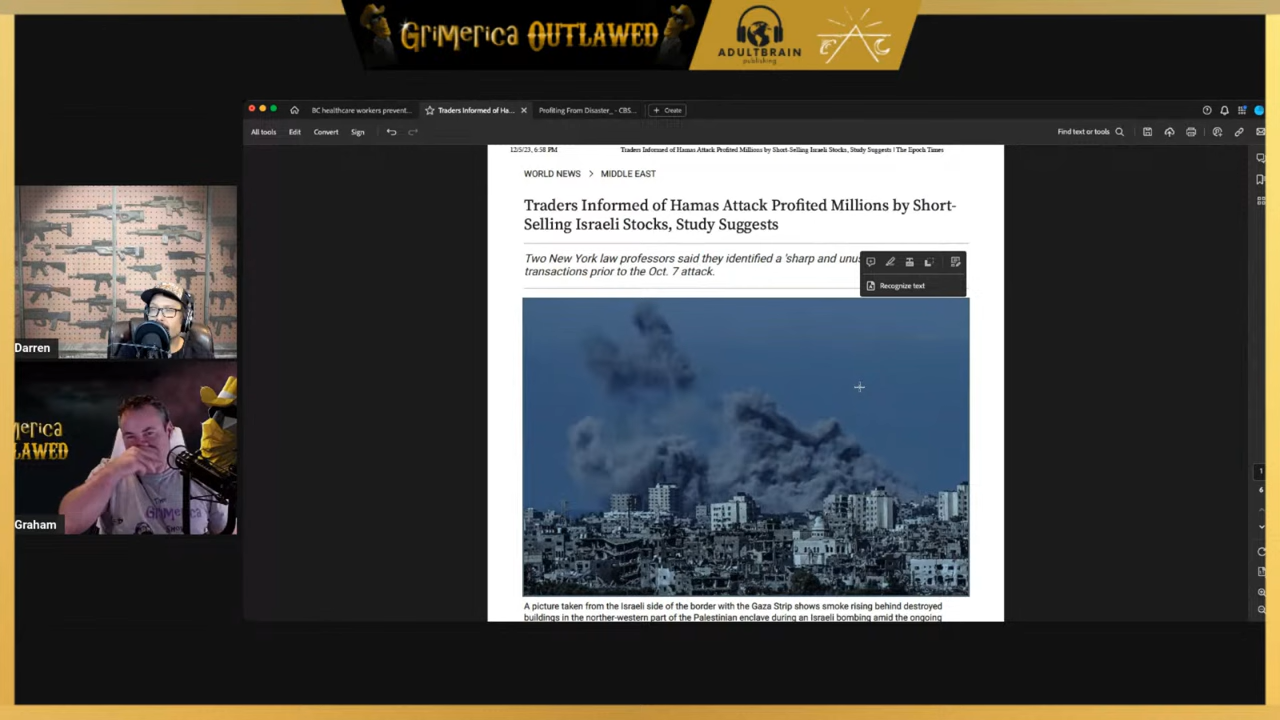 GriMerica OUTLAWED
ADULTBRAIN
publishing
BC healthcare workers prevent...
Traders Informed of Ha...
Profiting From Disaster_ - CBS...
Create
All tools
Edit
Convert
Sign
Find text or tools
12/5/23, 6:58 PM
Traders Informed of Hamas Attack Profited Millions by Short-Selling Israeli Stocks, Study Suggests | The Epoch Times
WORLD NEWS > MIDDLE EAST
Traders Informed of Hamas Attack Profited Millions by Short-
Selling Israeli Stocks, Study Suggests
Two New York law professors said they identified a 'sharp and unu
transactions prior to the Oct. 7 attack.
Recognize text
A picture taken from the Israeli side of the border with the Gaza Strip shows smoke rising behind destroyed
buildings in the norther-western part of the Palestinian enclave during an Israeli bombing amid the ongoing
1
6
Darren
merica
LAWED
Graham